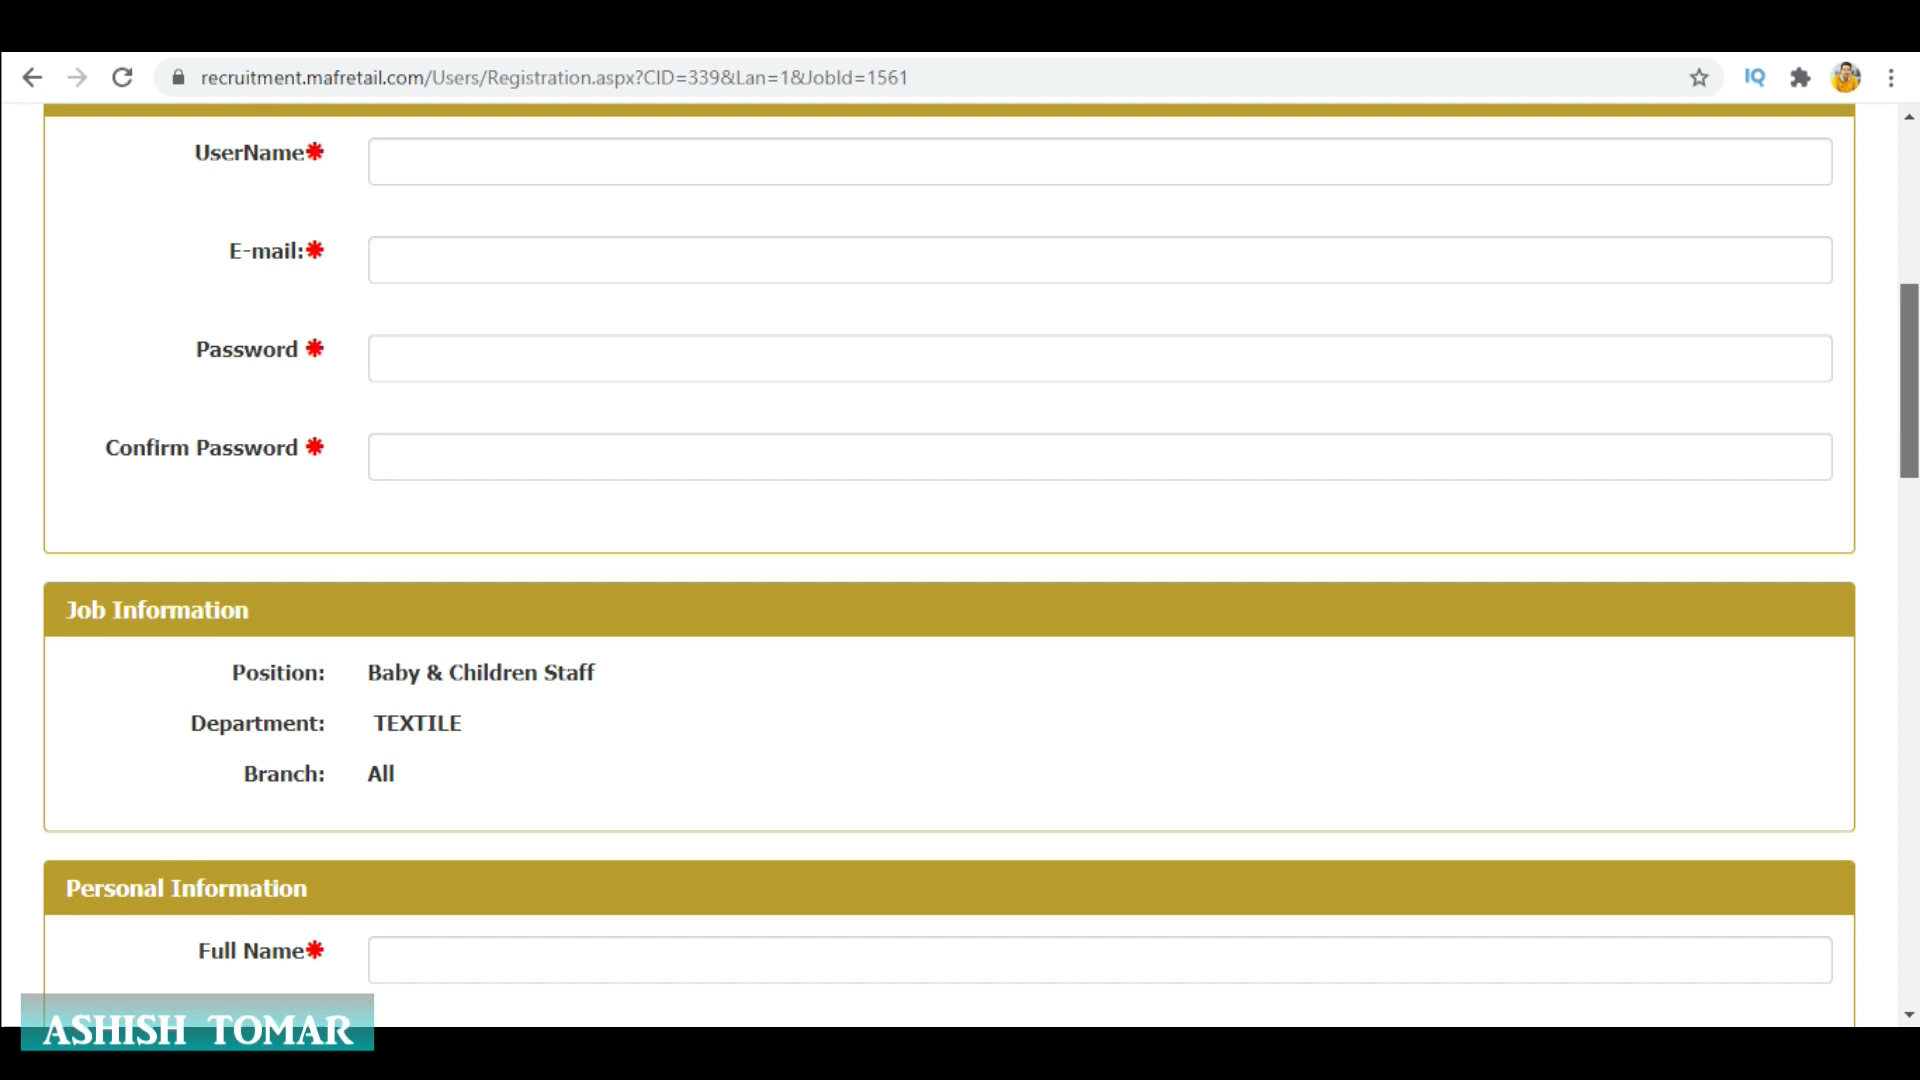 recruitment.mafretail.com/Users/Registration.aspx?CID=339&Lan=1&JobId=1561
IQ
UserName*
E-mail:*
Password *
Confirm Password *
Job Information
Position: Baby & Children Staff
Department: TEXTILE
Branch: All
Personal Information
Full Name*
ASHISH TOMAR